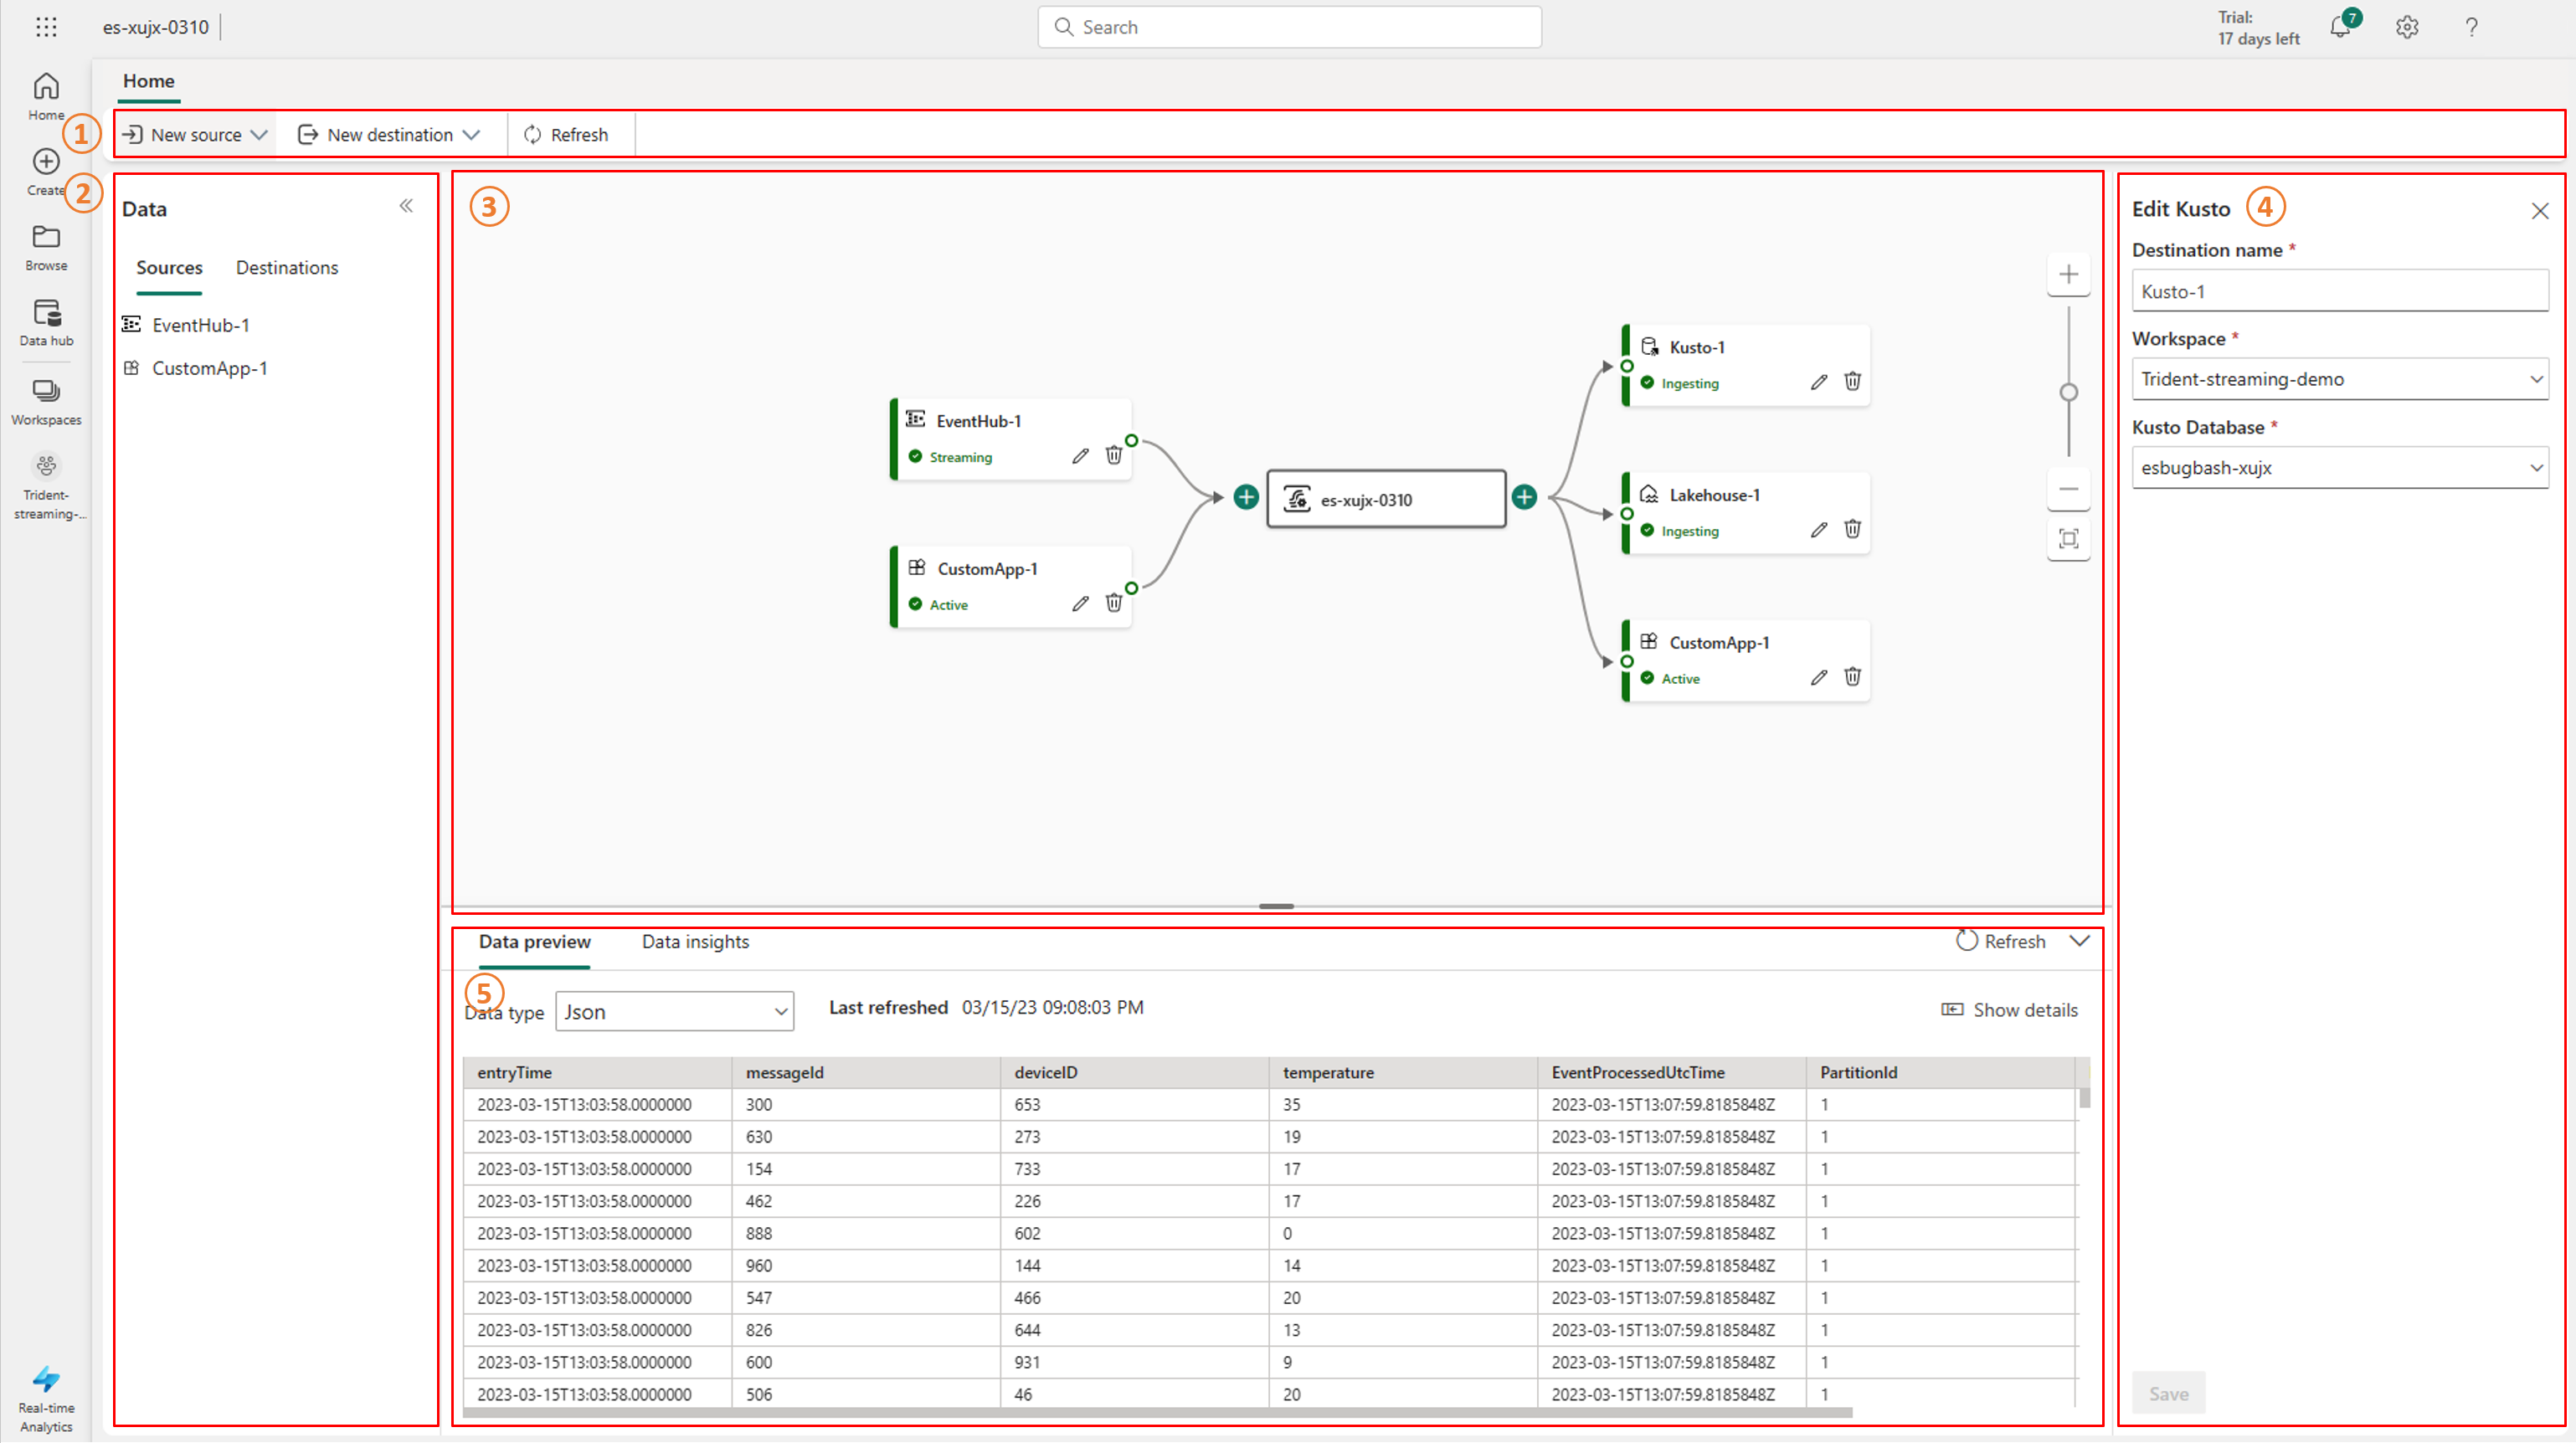 es-xujx-0310
Search
Trial:
17 days left
7
Home
Create
Browse
Data hub
Workspaces
Trident-
streaming-...
Real-time
Analytics
Home
1
New source
New destination
Refresh
2
Data
Sources
Destinations
EventHub-1
CustomApp-1
3
EventHub-1
Streaming
CustomApp-1
Active
es-xujx-0310
Kusto-1
Ingesting
Lakehouse-1
Ingesting
CustomApp-1
Active
Edit Kusto
4
Destination name *
Kusto-1
Workspace *
Trident-streaming-demo
Kusto Database *
esbugbash-xujx
Save
Data preview
Data insights
Refresh
5
Data type
Json
Last refreshed 03/15/23 09:08:03 PM
Show details
entryTime messageId deviceID temperature EventProcessedUtcTime PartitionId
2023-03-15T13:03:58.0000000 300 653 35 2023-03-15T13:07:59.8185848Z 1
2023-03-15T13:03:58.0000000 630 273 19 2023-03-15T13:07:59.8185848Z 1
2023-03-15T13:03:58.0000000 154 733 17 2023-03-15T13:07:59.8185848Z 1
2023-03-15T13:03:58.0000000 462 226 17 2023-03-15T13:07:59.8185848Z 1
2023-03-15T13:03:58.0000000 888 602 0 2023-03-15T13:07:59.8185848Z 1
2023-03-15T13:03:58.0000000 960 144 14 2023-03-15T13:07:59.8185848Z 1
2023-03-15T13:03:58.0000000 547 466 20 2023-03-15T13:07:59.8185848Z 1
2023-03-15T13:03:58.0000000 826 644 13 2023-03-15T13:07:59.8185848Z 1
2023-03-15T13:03:58.0000000 600 931 9 2023-03-15T13:07:59.8185848Z 1
2023-03-15T13:03:58.0000000 506 46 20 2023-03-15T13:07:59.8185848Z 1